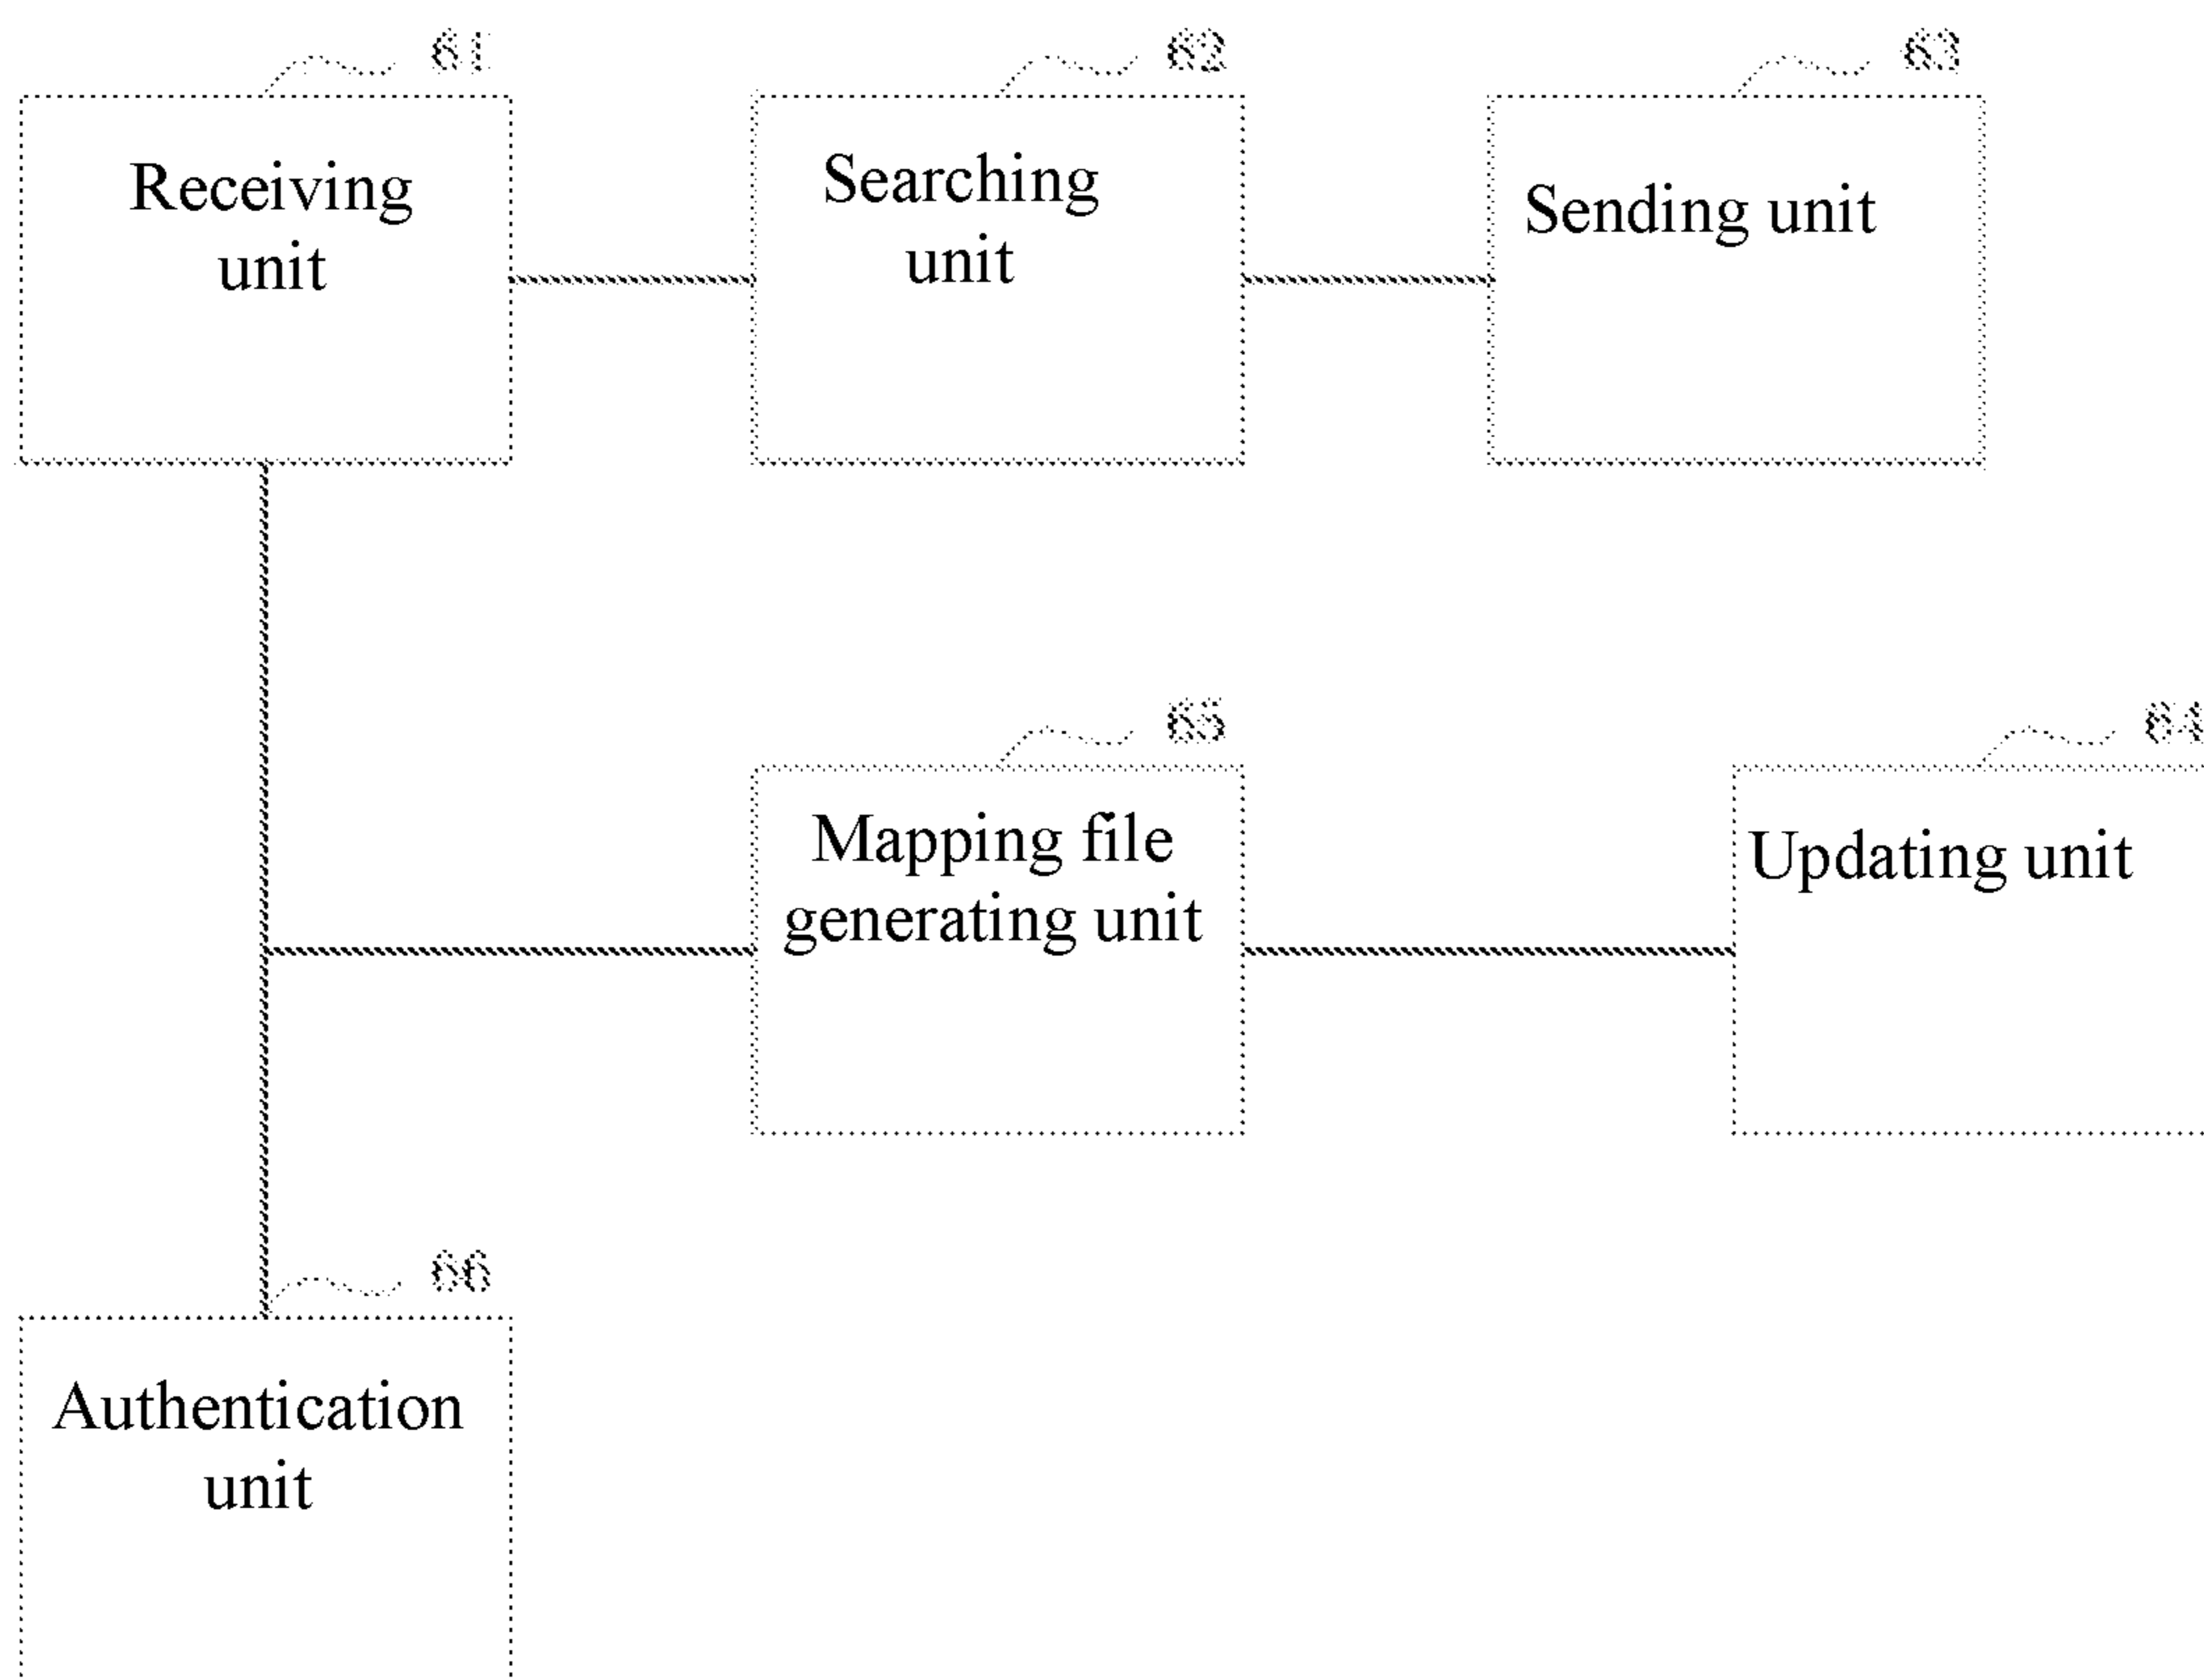 61
62
63
Receiving
unit
Searching
unit
Sending unit
65
64
Mapping file
generating unit
Updating unit
66
Authentication
unit